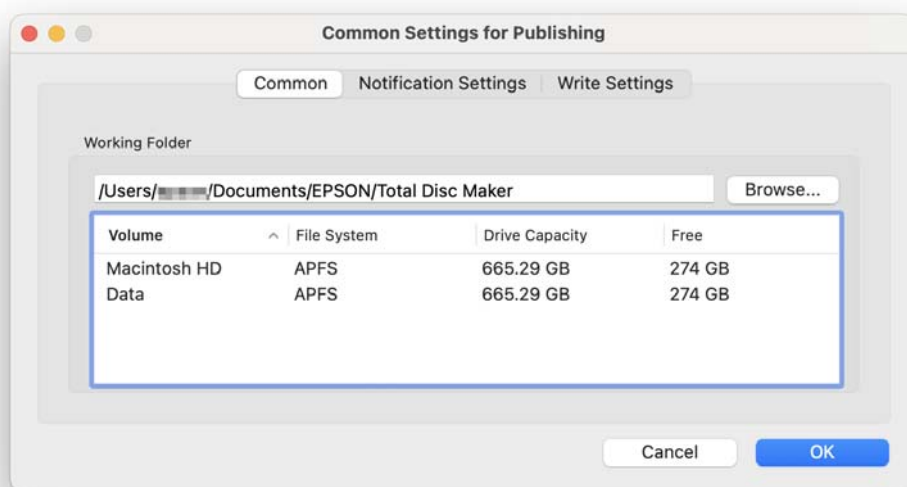 Common Settings for Publishing
Common Notification Settings Write Settings
Working Folder
/Users/ /Documents/EPSON/Total Disc Maker Browse...
Volume File System Drive Capacity Free
Macintosh HD APFS 665.29 GB 274 GB
Data APFS 665.29 GB 274 GB
Cancel OK